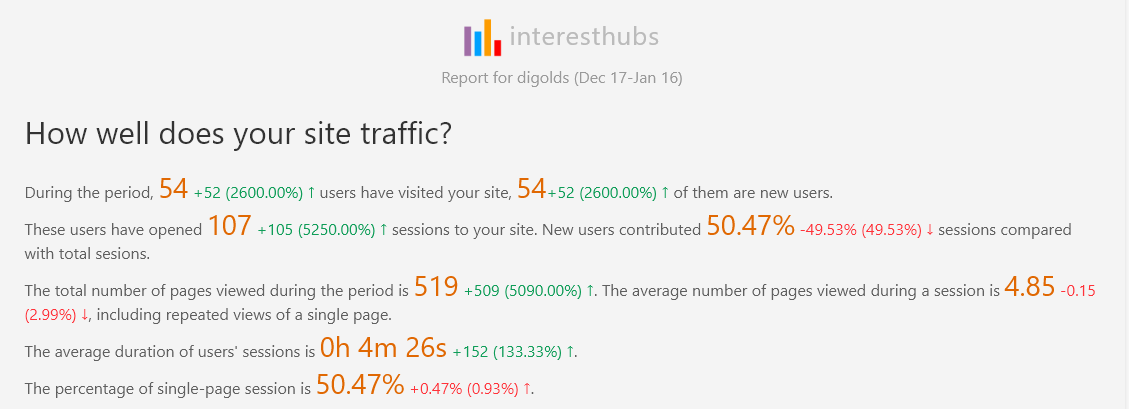 interesthubs
Report for digolds (Dec 17-Jan 16)
How well does your site traffic?
During the period, 54 +52 (2600.00%) ↑ users have visited your site, 54+52 (2600.00%) ↑ of them are new users.
These users have opened 107 +105 (5250.00%) ↑ sessions to your site. New users contributed 50.47% -49.53% (49.53%) ↓ sessions compared
with total sesions.
The total number of pages viewed during the period is 519 +509 (5090.00%) ↑. The average number of pages viewed during a session is 4.85 -0.15
(2.99%) ↓, including repeated views of a single page.
The average duration of users' sessions is 0h 4m 26s +152 (133.33%) ↑.
The percentage of single-page session is 50.47% +0.47% (0.93%) ↑.